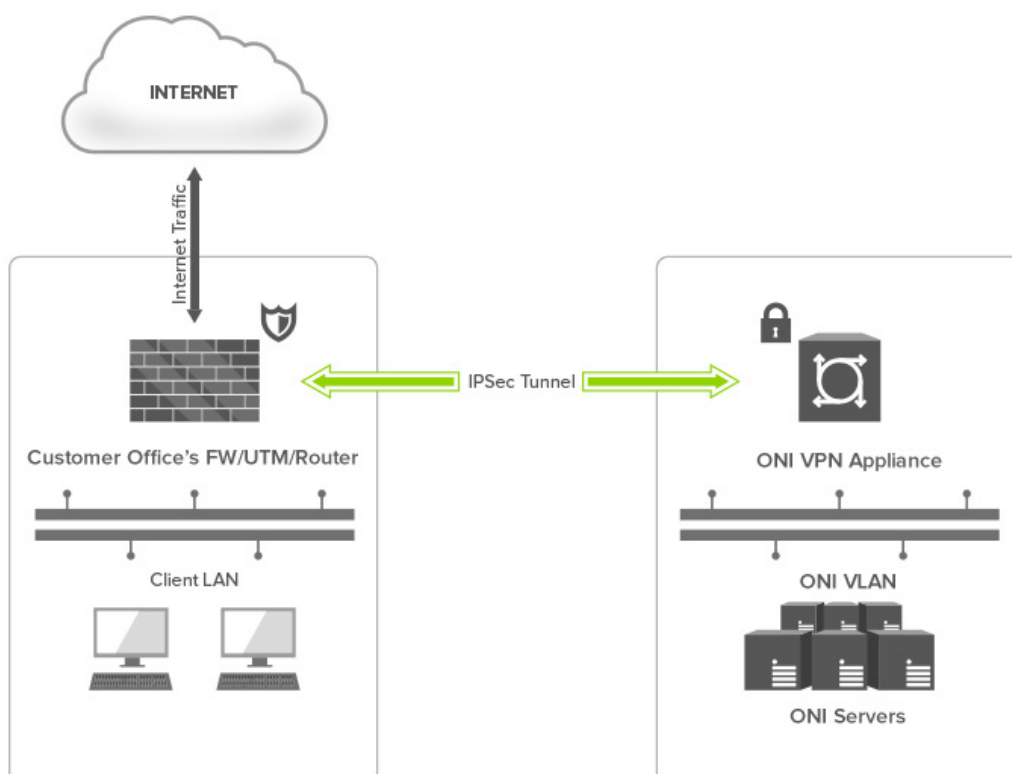 INTERNET
Internet Traffic
IPSec Tunnel
Customer Office's FW/UTM/Router
Client LAN
ONI VPN Appliance
ONI VLAN
ONI Servers